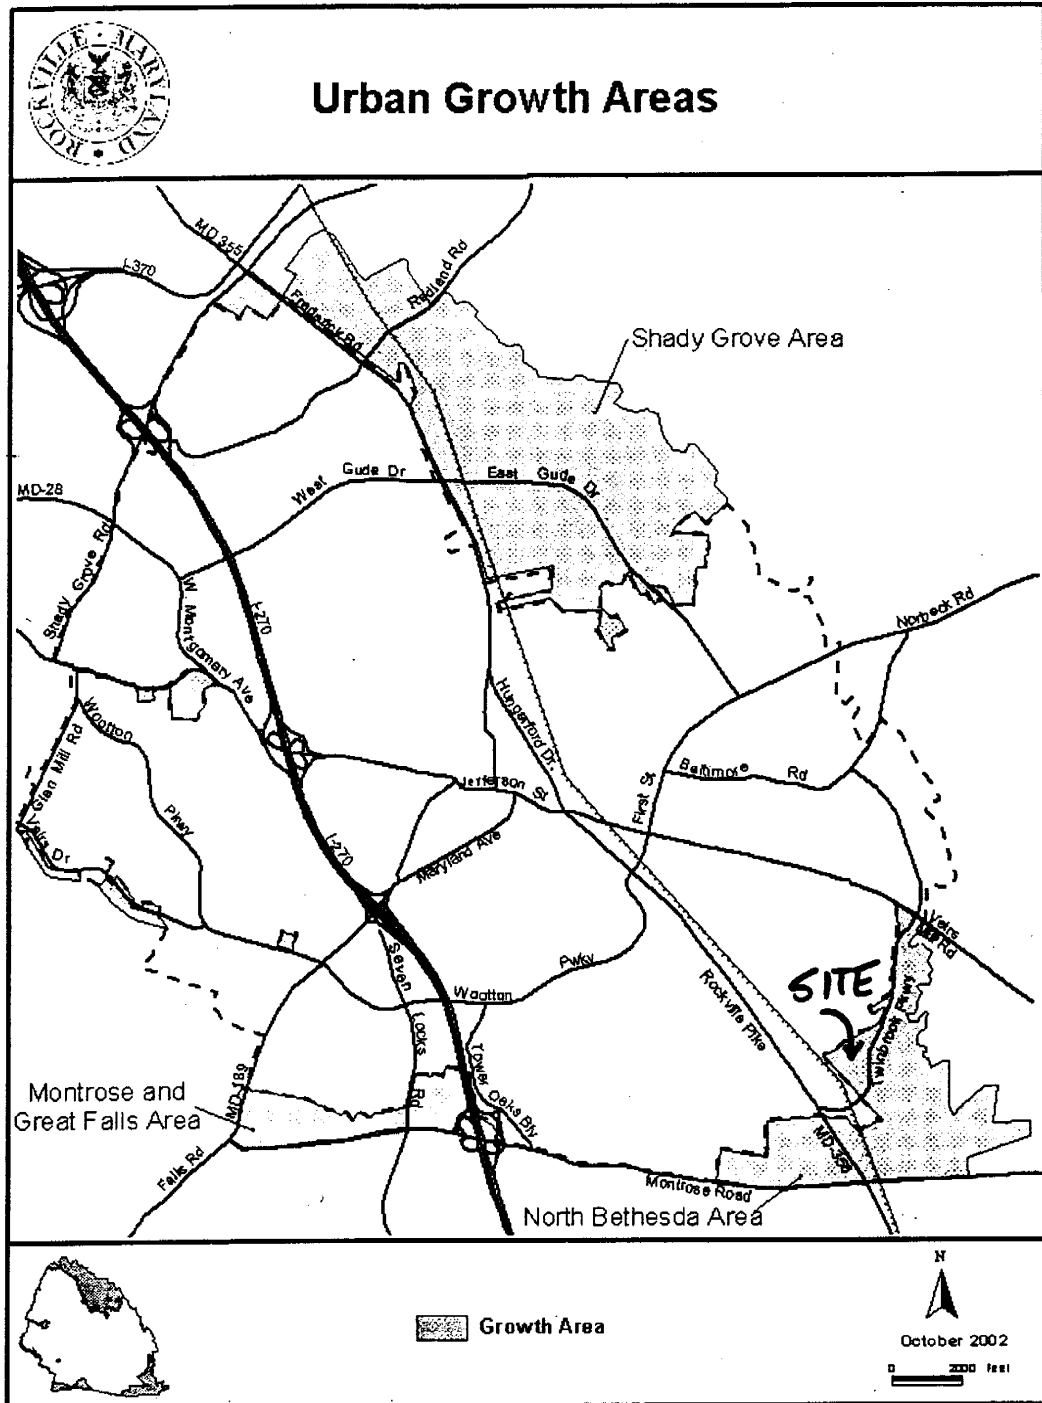 ROCKVILLE • MARYLAND
Urban Growth Areas
MD 355
I-370
Redland Rd
Frederick Rd
Shady Grove Area
MD-28
West Gude Dr
East Gude Dr
Shady Grove Rd
W Montgomery Ave
I-270
Norbeck Rd
Hungerford Dr.
Wootton Pkwy
Glen Mill Rd
Veirs Dr
Jefferson St
First St
Baltimore Rd
I-270
Maryland Ave
Veirs Mill Rd
Seven Locks Rd
Wootton Pkwy
Rockville Pike
SITE
Twinbrook Pkwy
Tower Oaks Blv
Montrose and
Great Falls Area
MD-189
Falls Rd
MD-355
Montrose Road
North Bethesda Area
Growth Area
N
October 2002
0 2000 feet